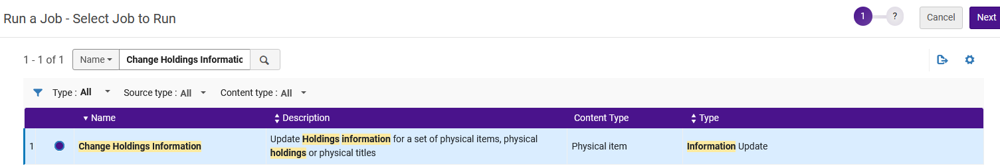 Run a Job - Select Job to Run
1
?
Cancel
Next
1 - 1 of 1
Name
Change Holdings Informatic
Type : All
Source type : All
Content type : All
Name
Description
Content Type
Type
1
Change Holdings Information
Update Holdings information for a set of physical items, physical
holdings or physical titles
Physical item
Information Update